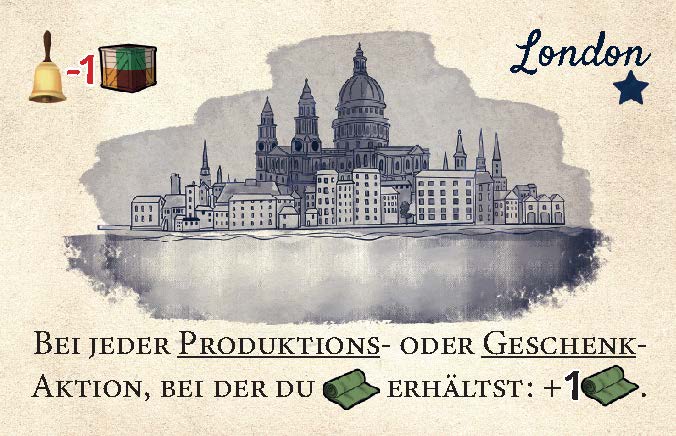 -1
London
Bei jeder Produktions- oder Geschenk-
Aktion, bei der du erhältst: +1.